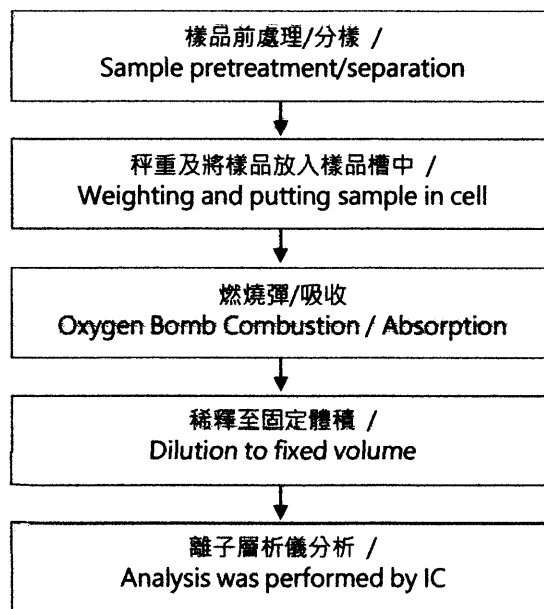 樣品前處理/分樣 /
Sample pretreatment/separation
秤重及將樣品放入樣品槽中 /
Weighting and putting sample in cell
燃燒彈/吸收
Oxygen Bomb Combustion / Absorption
稀釋至固定體積 /
Dilution to fixed volume
離子層析儀分析 /
Analysis was performed by IC